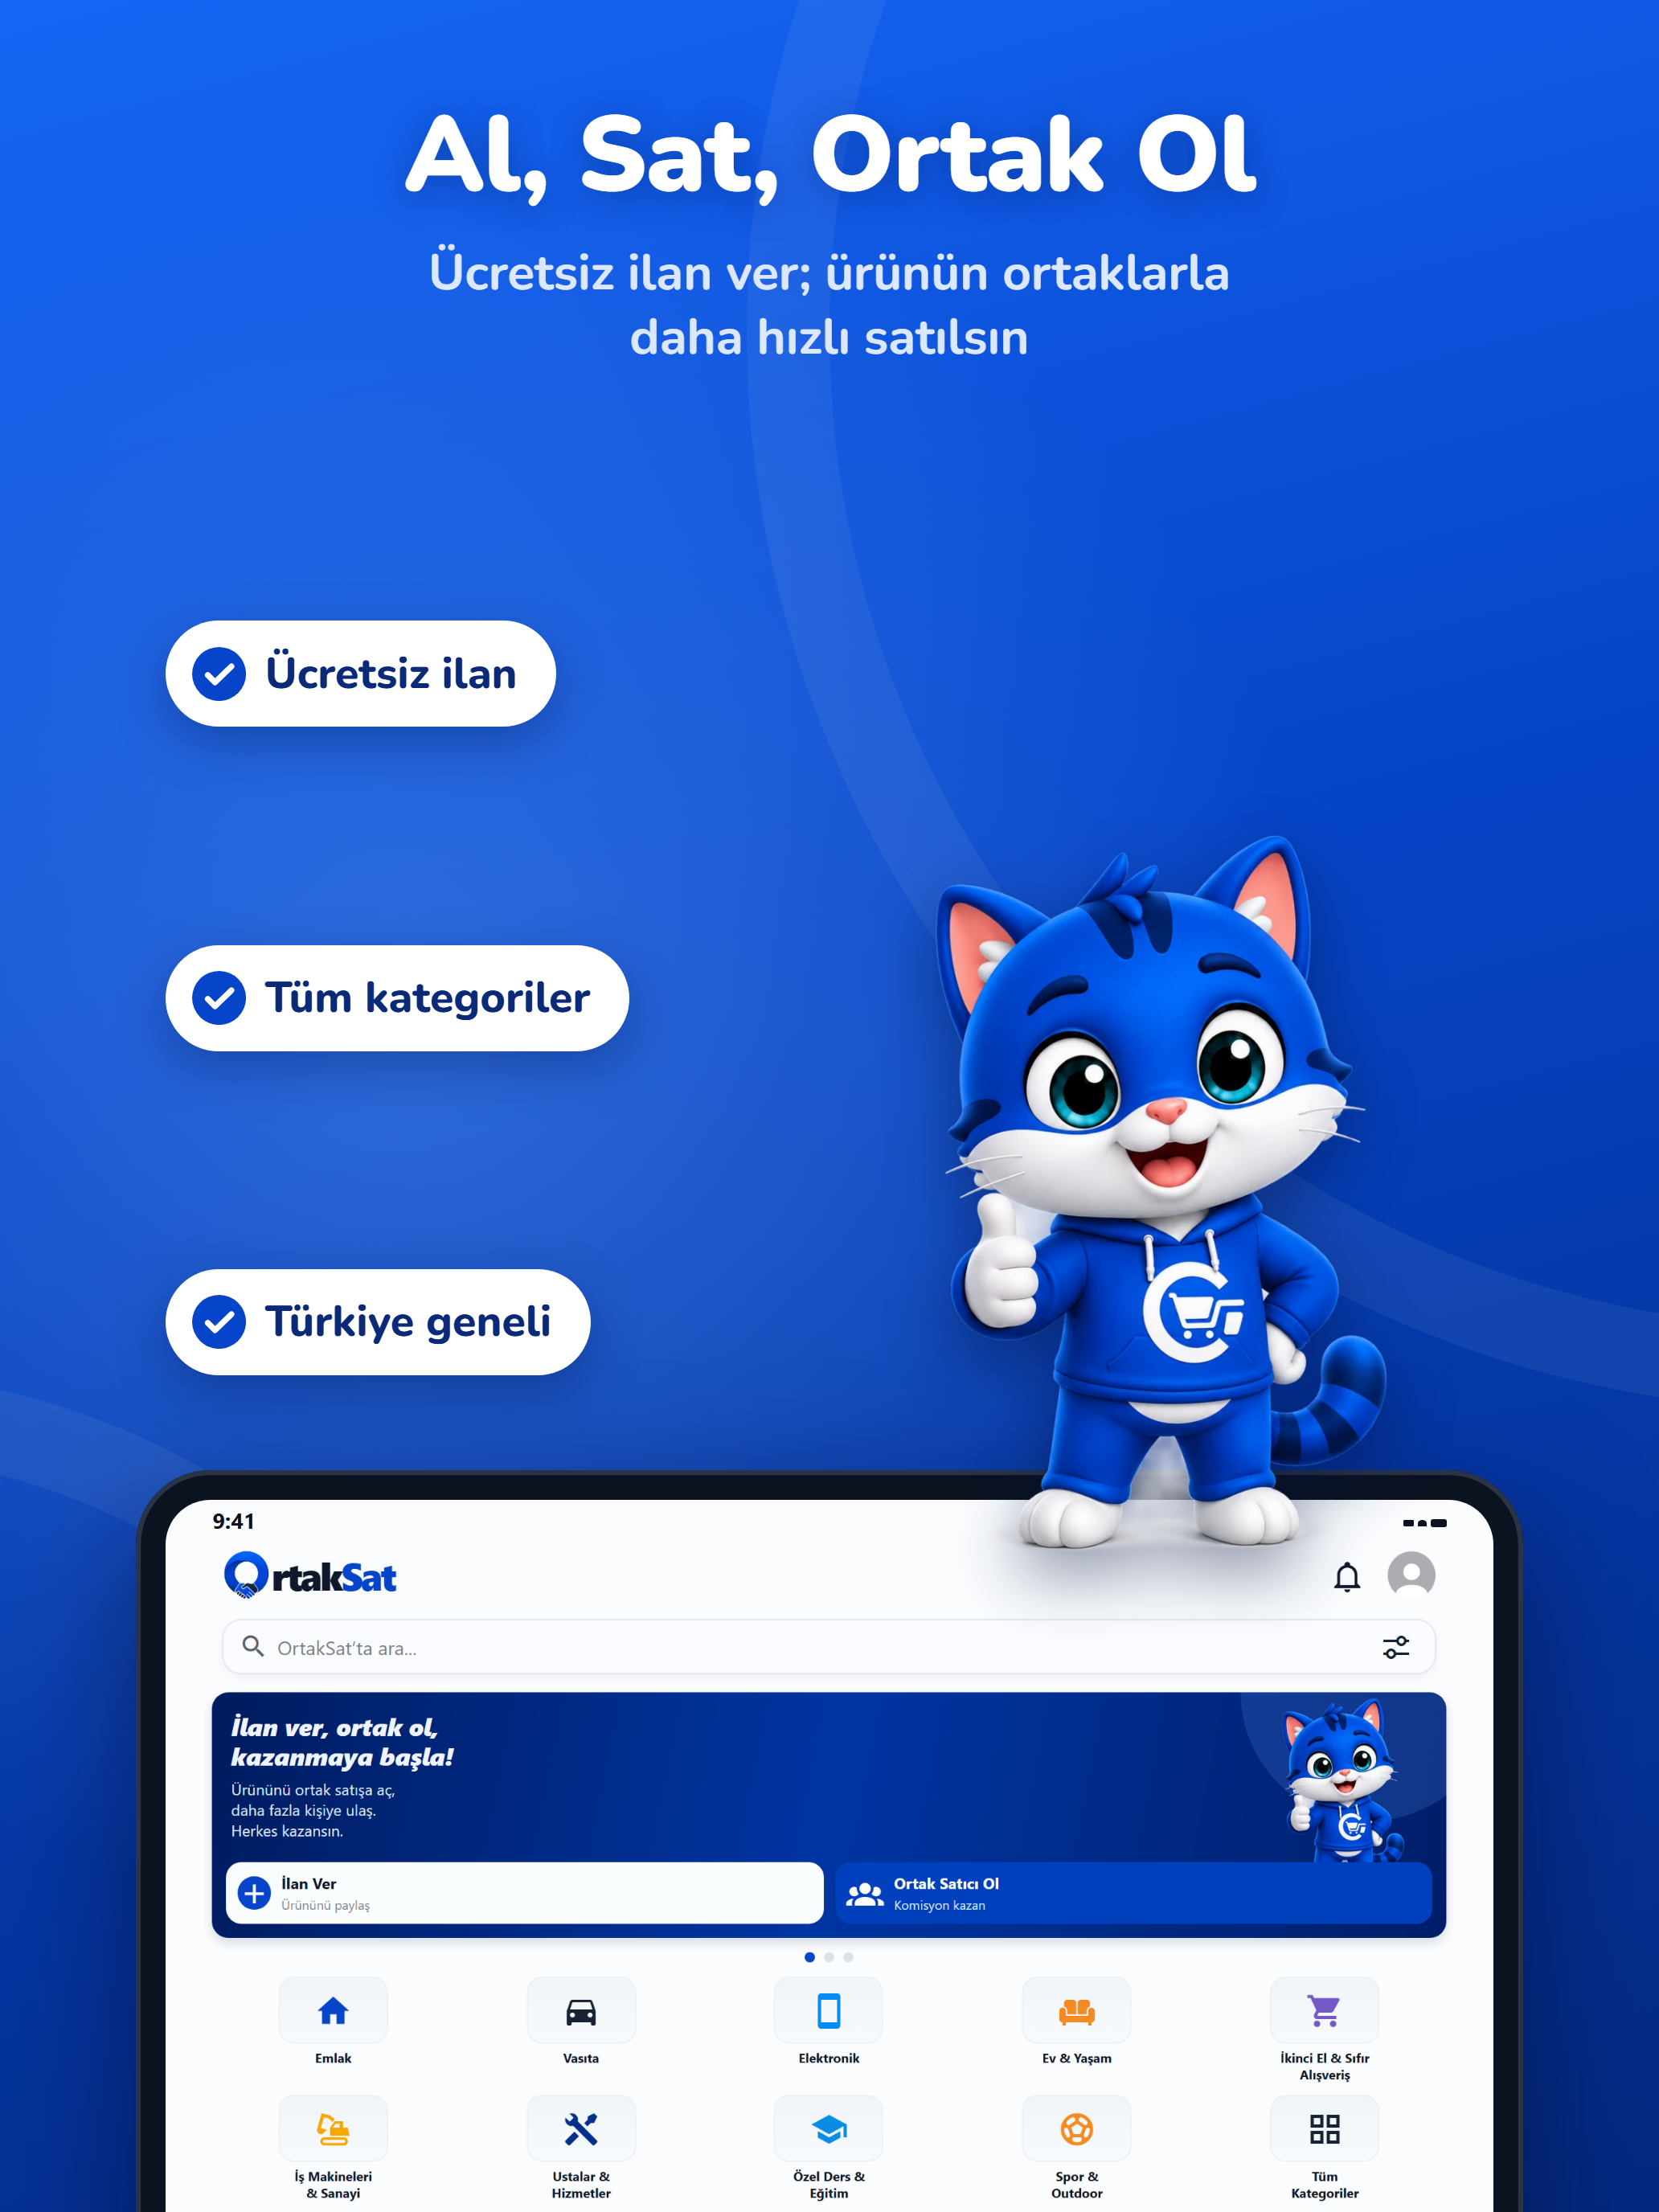 Al, Sat, Ortak Ol
Ücretsiz ilan ver; ürünün ortaklarla
daha hızlı satılsın
Ücretsiz ilan
Tüm kategoriler
Türkiye geneli
9:41
OrtakSat
OrtakSat'ta ara...
İlan ver, ortak ol,
kazanmaya başla!
Ürününü ortak satışa aç,
daha fazla kişiye ulaş.
Herkes kazansın.
İlan Ver
Ürününü paylaş
Ortak Satıcı Ol
Komisyon kazan
Emlak
Vasıta
Elektronik
Ev & Yaşam
İkinci El & Sıfır
Alışveriş
İş Makineleri
& Sanayi
Ustalar &
Hizmetler
Özel Ders &
Eğitim
Spor &
Outdoor
Tüm
Kategoriler